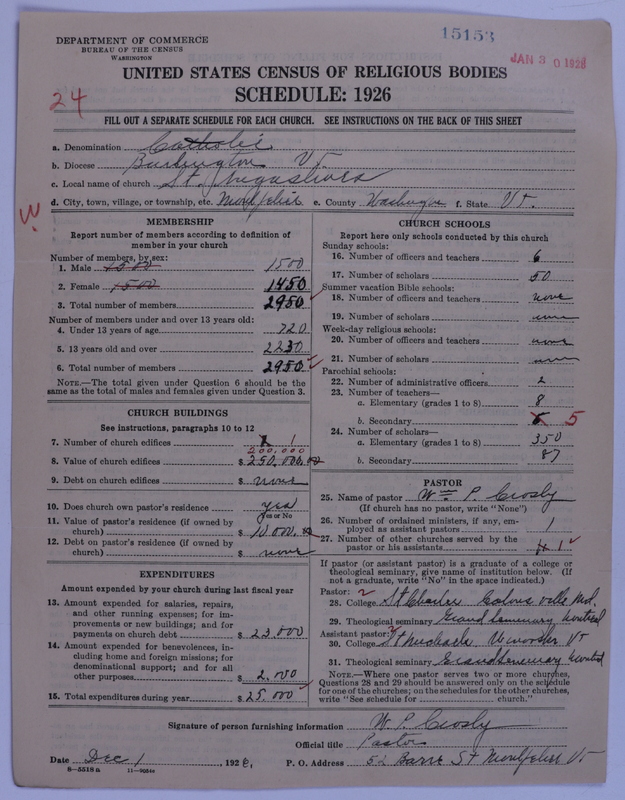 DEPARTMENT OF COMMERCE
BUREAU OF THE CENSUS
WASHINGTON
15153
JAN 30 1928
UNITED STATES CENSUS OF RELIGIOUS BODIES
SCHEDULE: 1926
24
FILL OUT A SEPARATE SCHEDULE FOR EACH CHURCH. SEE INSTRUCTIONS ON THE BACK OF THIS SHEET
a. Denomination Catholic
b. Diocese Burlington Vt.
c. Local name of church St.
d. City, town, village, or township, etc. Montpelier e. County Washington f. State Vt.
MEMBERSHIP
Report number of members according to definition of member in your church
Number of members, by sex:
1. Male 1500 1500
2. Female 1500 1450
3. Total number of members 2950
Number of members under and over 13 years old:
4. Under 13 years of age 720
5. 13 years old and over 2230
6. Total number of members 2950
NOTE.—The total given under Question 6 should be the same as the total of males and females given under Question 3.
CHURCH BUILDINGS
See instructions, paragraphs 10 to 12
7. Number of church edifices 1
200,000
8. Value of church edifices $ 250,000.00
9. Debt on church edifices $ none
10. Does church own pastor's residence yes
Yes or No
11. Value of pastor's residence (if owned by church) $ 10 000.00
12. Debt on pastor's residence (if owned by church) $ none
EXPENDITURES
Amount expended by your church during last fiscal year
13. Amount expended for salaries, repairs, and other running expenses; for improvements or new buildings; and for payments on church debt $ 23.000
14. Amount expended for benevolences, including home and foreign missions; for denominational support; and for all other purposes $ 2.000
15. Total expenditures during year $ 25.000
CHURCH SCHOOLS
Report here only schools conducted by this church
Sunday schools:
16. Number of officers and teachers 6
17. Number of scholars 50
Summer vacation Bible schools:
18. Number of officers and teachers none
19. Number of scholars none
Week-day religious schools:
20. Number of officers and teachers none
21. Number of scholars none
Parochial schools:
22. Number of administrative officers 2
23. Number of teachers—
a. Elementary (grades 1 to 8) 8
b. Secondary 5
24. Number of scholars—
a. Elementary (grades 1 to 8) 350
b. Secondary 87
PASTOR
25. Name of pastor Wm P. Crosby
(If church has no pastor, write "None")
26. Number of ordained ministers, if any, employed as assistant pastors 1
27. Number of other churches served by the pastor or his assistants 1
If pastor (or assistant pastor) is a graduate of a college or theological seminary, give name of institution below. (If not a graduate, write "No" in the space indicated.)
Pastor:
28. College St Charles Md.
29. Theological seminary Grand Seminary Montreal
Assistant pastor:
30. College St Michaels Winooski Vt
31. Theological seminary Grand Seminary Montreal
NOTE.—Where one pastor serves two or more churches, Questions 28 and 29 should be answered only on the schedule for one of the churches; on the schedules for the other churches, write "See schedule for church."
Signature of person furnishing information W. P. Crosby
Official title Pastor
Date Dec 1, 192 P. O. Address 52 Barre St Montpelier Vt
8—5518 a